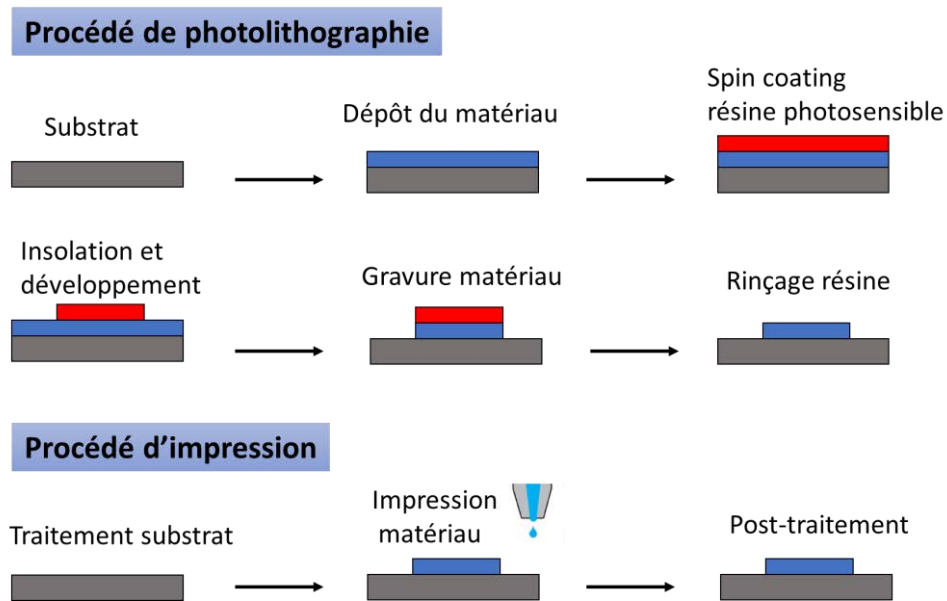 Procédé de photolithographie
Substrat
Dépôt du matériau
Spin coating
résine photosensible
Insolation et
développement
Gravure matériau
Rinçage résine
Procédé d’impression
Traitement substrat
Impression
matériau
Post-traitement